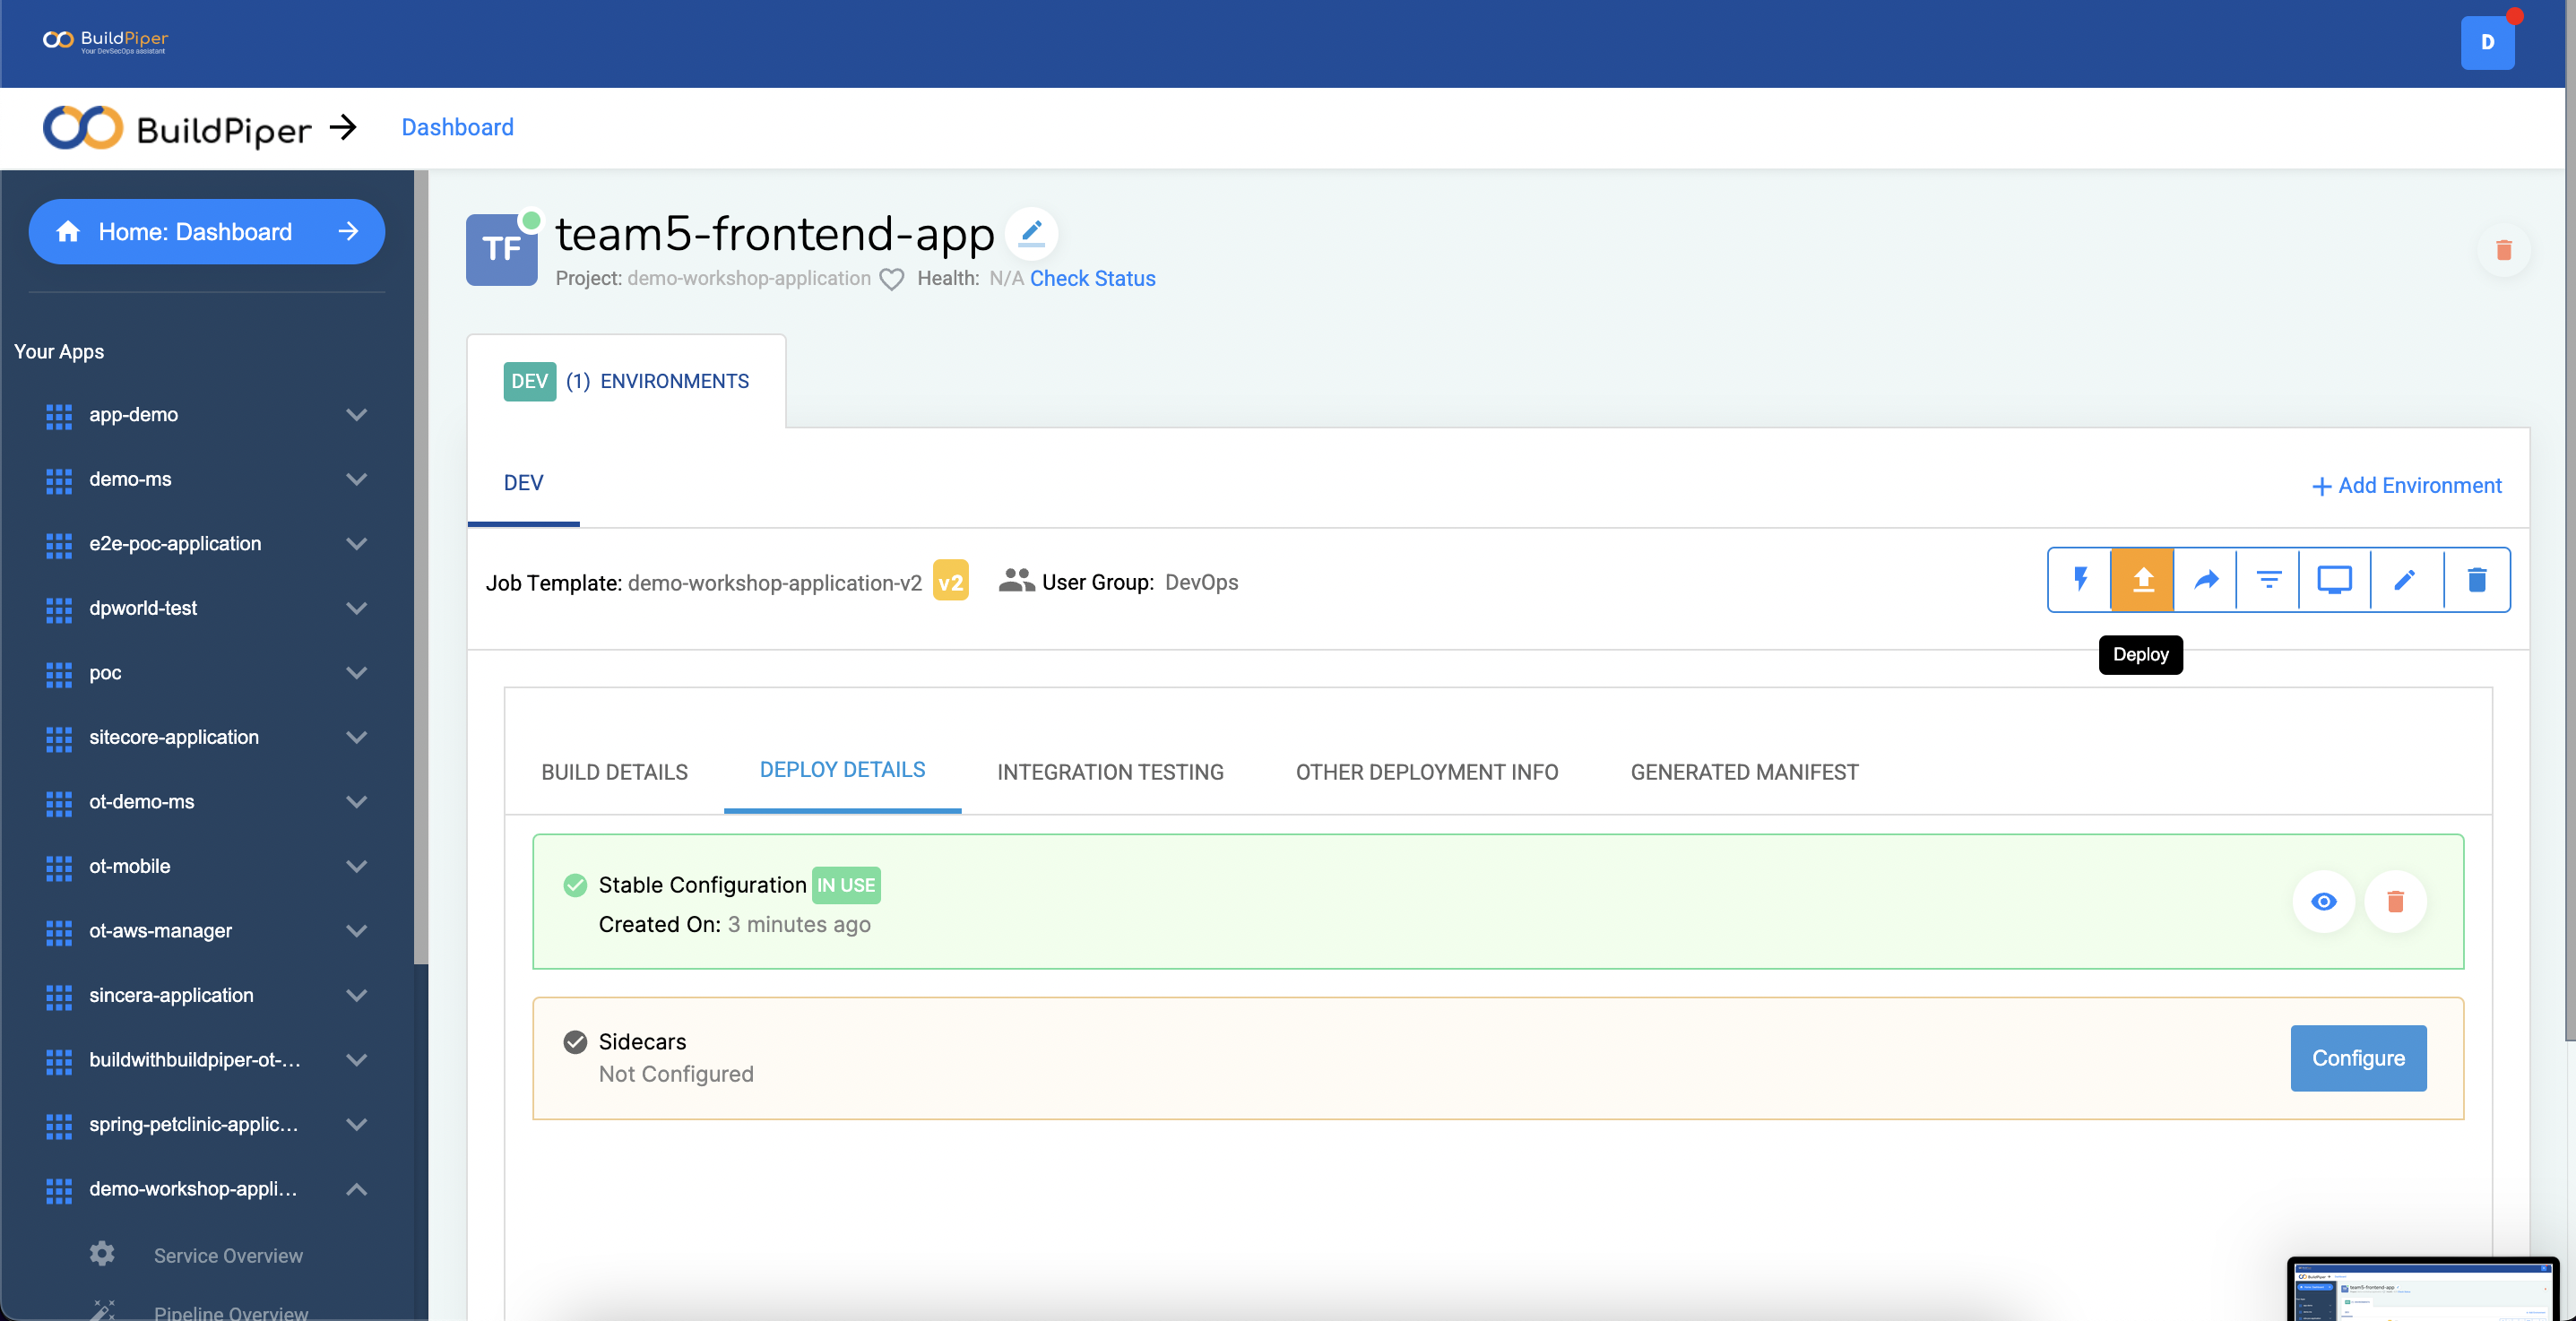 BuildPiper
Your DevSecOps assistant
D
BuildPiper
Dashboard
Home: Dashboard
Your Apps
app-demo
demo-ms
e2e-poc-application
dpworld-test
poc
sitecore-application
ot-demo-ms
ot-mobile
ot-aws-manager
sincera-application
buildwithbuildpiper-ot-...
spring-petclinic-applic...
demo-workshop-appli...
Service Overview
Pipeline Overview
TF
team5-frontend-app
Project: demo-workshop-application Health: N/A Check Status
DEV (1) ENVIRONMENTS
DEV
+ Add Environment
Job Template: demo-workshop-application-v2 v2 User Group: DevOps
Deploy
BUILD DETAILS DEPLOY DETAILS INTEGRATION TESTING OTHER DEPLOYMENT INFO GENERATED MANIFEST
Stable Configuration IN USE
Created On: 3 minutes ago
Sidecars
Not Configured
Configure